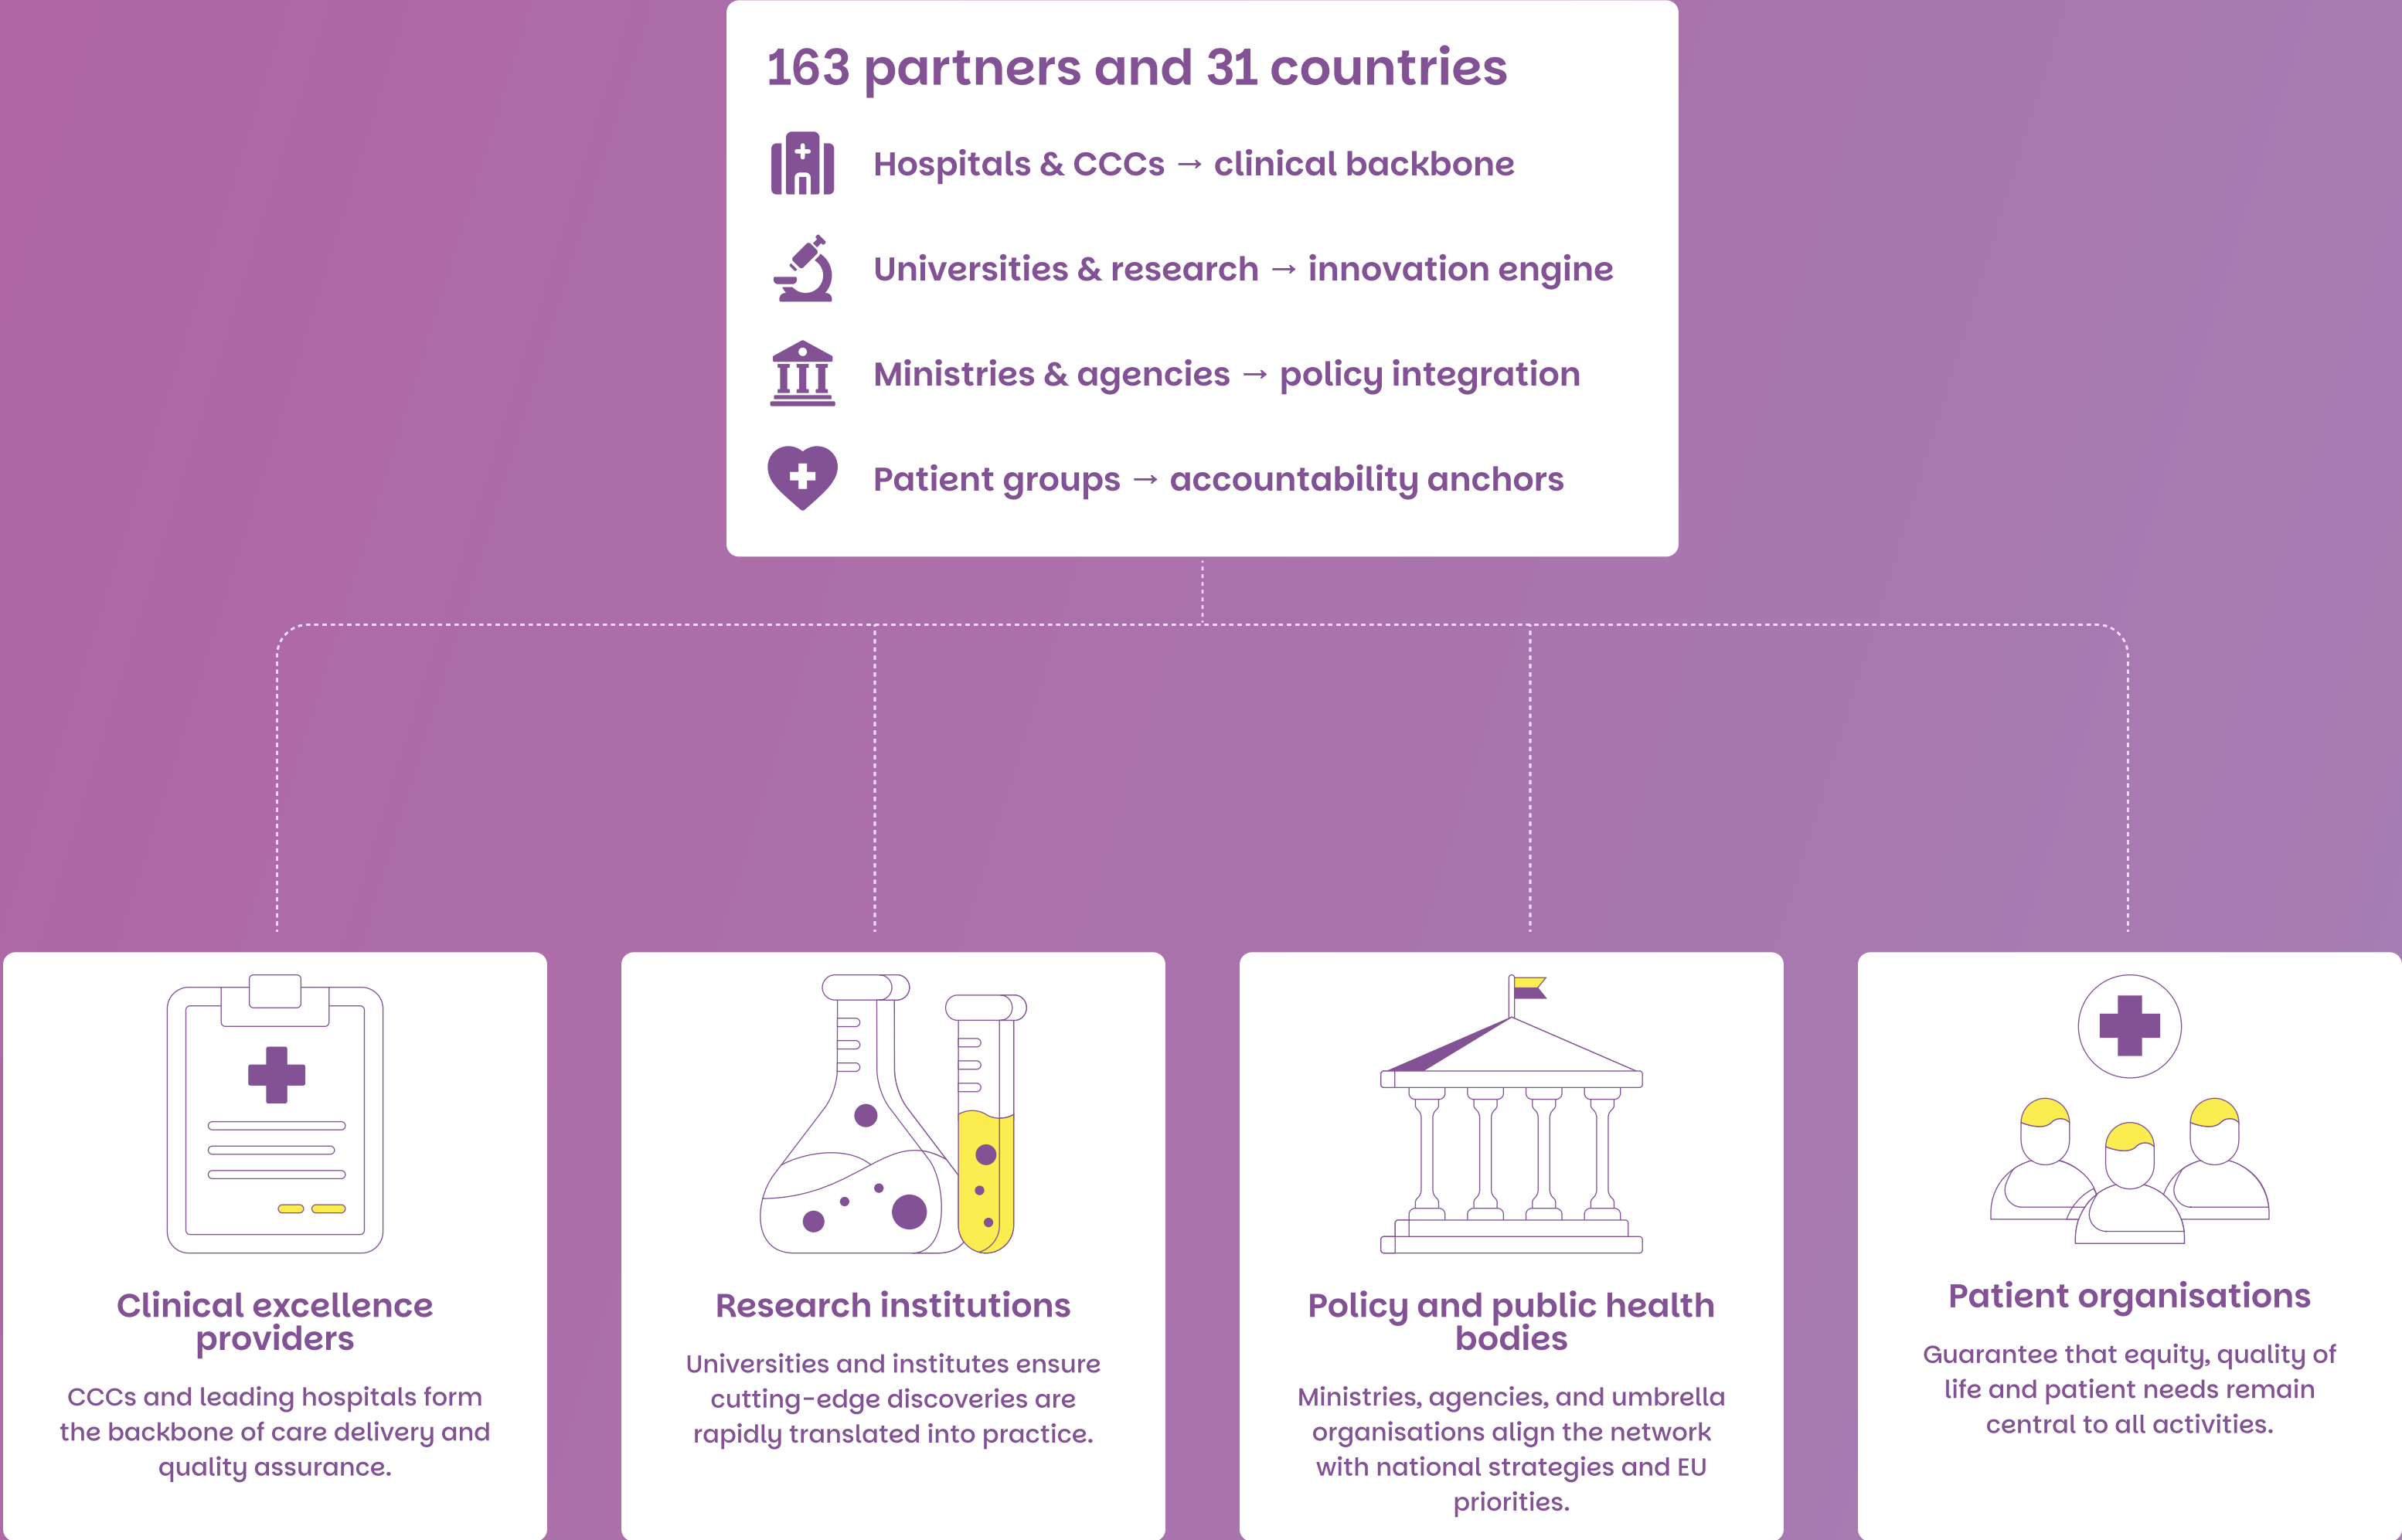 163 partners and 31 countries
Hospitals & CCCs → clinical backbone
Universities & research → innovation engine
Ministries & agencies → policy integration
Patient groups → accountability anchors
Clinical excellence
providers
CCCs and leading hospitals form
the backbone of care delivery and
quality assurance.
Research institutions
Universities and institutes ensure
cutting-edge discoveries are
rapidly translated into practice.
Policy and public health
bodies
Ministries, agencies, and umbrella
organisations align the network
with national strategies and EU
priorities.
Patient organisations
Guarantee that equity, quality of
life and patient needs remain
central to all activities.